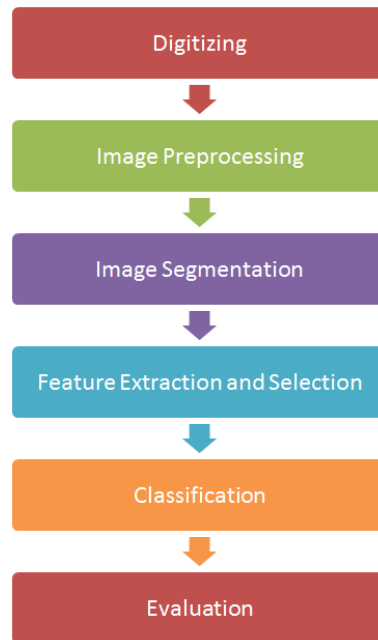 Digitizing
Image Preprocessing
Image Segmentation
Feature Extraction and Selection
Classification
Evaluation